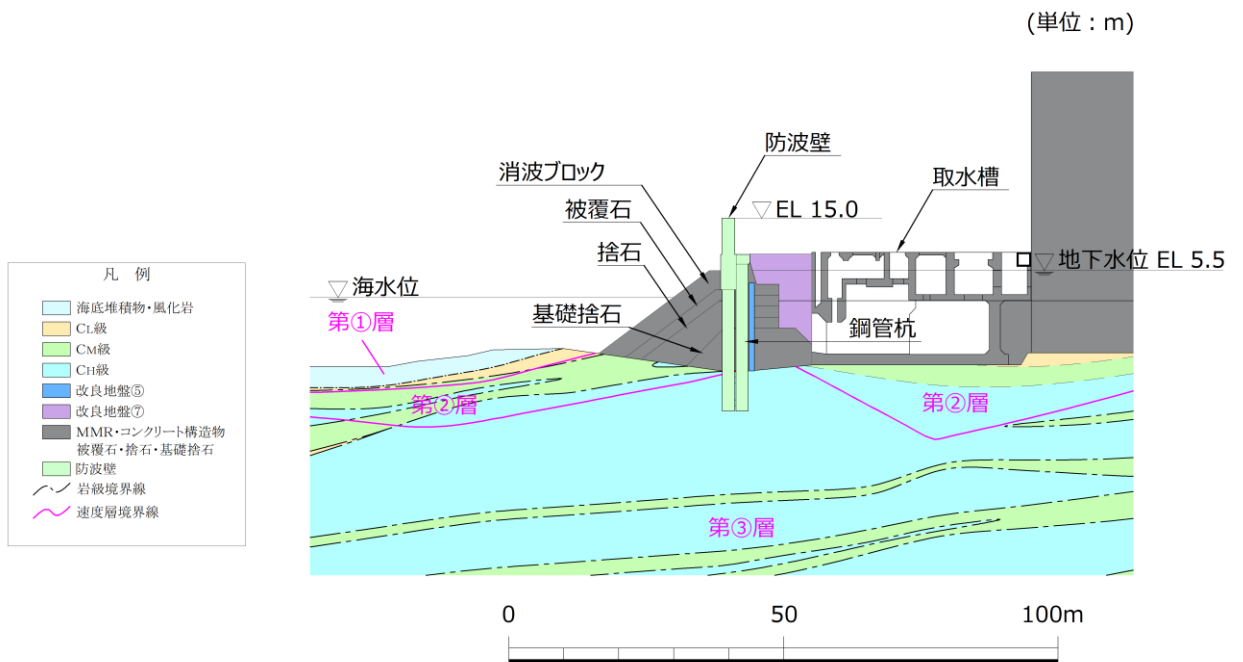 (単位：m)
防波壁
消波ブロック
取水槽
被覆石
EL 15.0
捨石
地下水位 EL 5.5
海水位
基礎捨石
鋼管杭
第①層
第②層
第②層
第③層
凡 例
海底堆積物・風化岩
CL級
CM級
CH級
改良地盤⑤
改良地盤⑦
MMR・コンクリート構造物
被覆石・捨石・基礎捨石
防波壁
岩級境界線
速度層境界線
0 50 100m